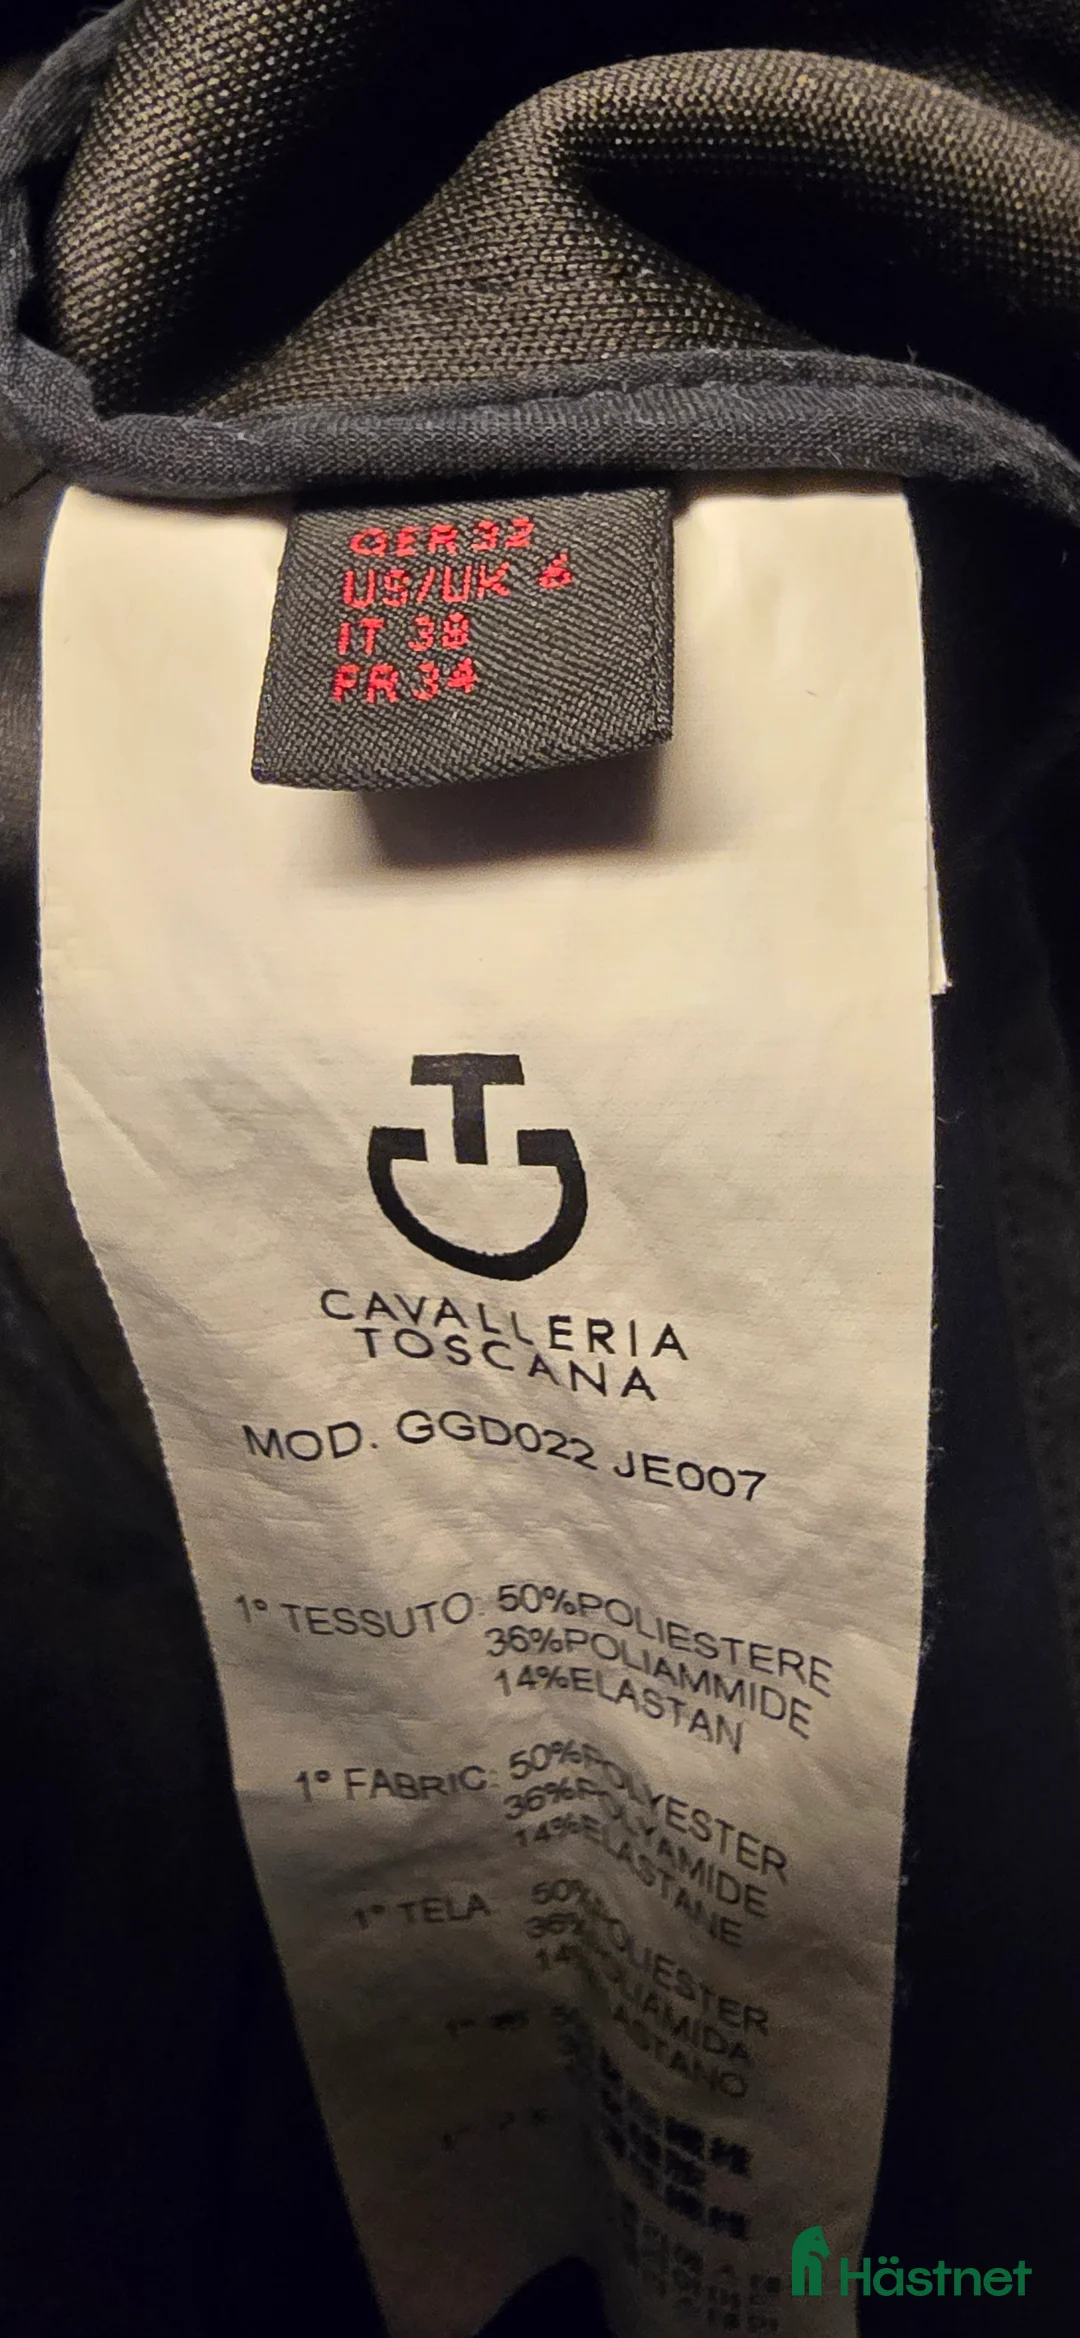 GER 32
US/UK 6
IT 38
FR 34
CAVALLERIA
TOSCANA
MOD. GGD022 JE007
1° TESSUTO: 50%POLIESTERE
36%POLIAMMIDE
14%ELASTAN
1° FABRIC: 50%POLYESTER
36%POLYAMIDE
14%ELASTANE
1° TELA 50%POLIESTER
36%POLIAMIDA
14%ELASTANO
Hästnet